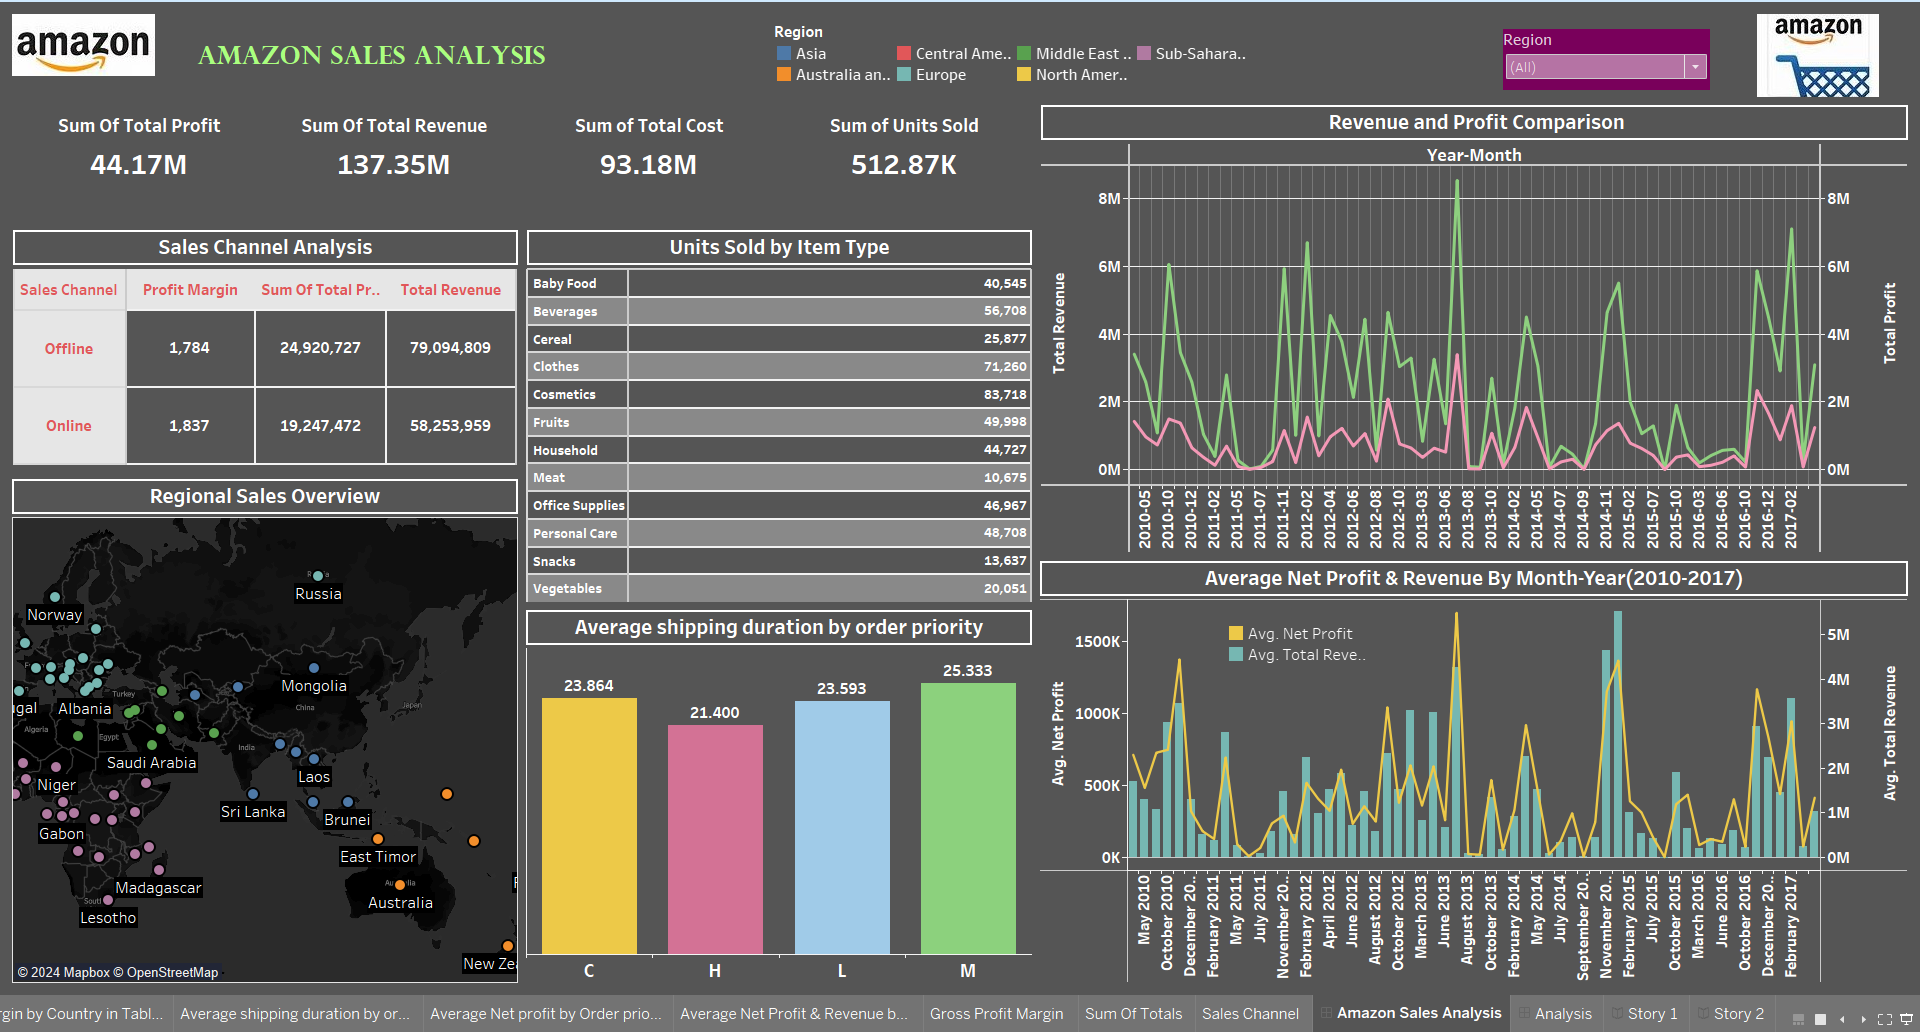 amazon
AMAZON SALES ANALYSIS
Region
Asia
Central Ame..
Middle East ..
Sub-Sahara..
Australia an..
Europe
North Amer..
Region
(All)
amazon
Sum Of Total Profit
44.17M
Sum Of Total Revenue
137.35M
Sum of Total Cost
93.18M
Sum of Units Sold
512.87K
Sales Channel Analysis
Sales Channel Profit Margin Sum Of Total Pr.. Total Revenue
Offline 1,784 24,920,727 79,094,809
Online 1,837 19,247,472 58,253,959
Units Sold by Item Type
Baby Food 40,545
Beverages 56,708
Cereal 25,877
Clothes 71,260
Cosmetics 83,718
Fruits 49,998
Household 44,727
Meat 10,675
Office Supplies 46,967
Personal Care 48,708
Snacks 13,637
Vegetables 20,051
Regional Sales Overview
Russia
Norway
Mongolia
Turkey
China
Japan
ugal
Albania
Algeria
Egypt
India
Saudi Arabia
Laos
Niger
Sri Lanka
Brunei
Gabon
East Timor
Madagascar
Australia
Lesotho
New Zea
© 2024 Mapbox © OpenStreetMap
Average shipping duration by order priority
23.864
21.400
23.593
25.333
C
H
L
M
Revenue and Profit Comparison
Year-Month
8M
6M
4M
2M
0M
Total Revenue
8M
6M
4M
2M
0M
Total Profit
2010-05
2010-10
2010-12
2011-02
2011-05
2011-07
2011-11
2012-02
2012-04
2012-06
2012-08
2012-10
2013-03
2013-06
2013-08
2013-10
2014-02
2014-05
2014-07
2014-09
2014-11
2015-02
2015-07
2015-10
2016-03
2016-06
2016-10
2016-12
2017-02
Average Net Profit & Revenue By Month-Year(2010-2017)
Avg. Net Profit
Avg. Total Reve..
1500K
1000K
500K
0K
Avg. Net Profit
5M
4M
3M
2M
1M
0M
Avg. Total Revenue
May 2010
October 2010
December 20..
February 2011
May 2011
July 2011
November 20..
February 2012
April 2012
June 2012
August 2012
October 2012
March 2013
June 2013
August 2013
October 2013
February 2014
May 2014
July 2014
September 20..
November 20..
February 2015
July 2015
October 2015
March 2016
June 2016
October 2016
December 20..
February 2017
rgin by Country in Tabl...
Average shipping duration by or...
Average Net profit by Order prio...
Average Net Profit & Revenue b...
Gross Profit Margin
Sum Of Totals
Sales Channel
Amazon Sales Analysis
Analysis
Story 1
Story 2